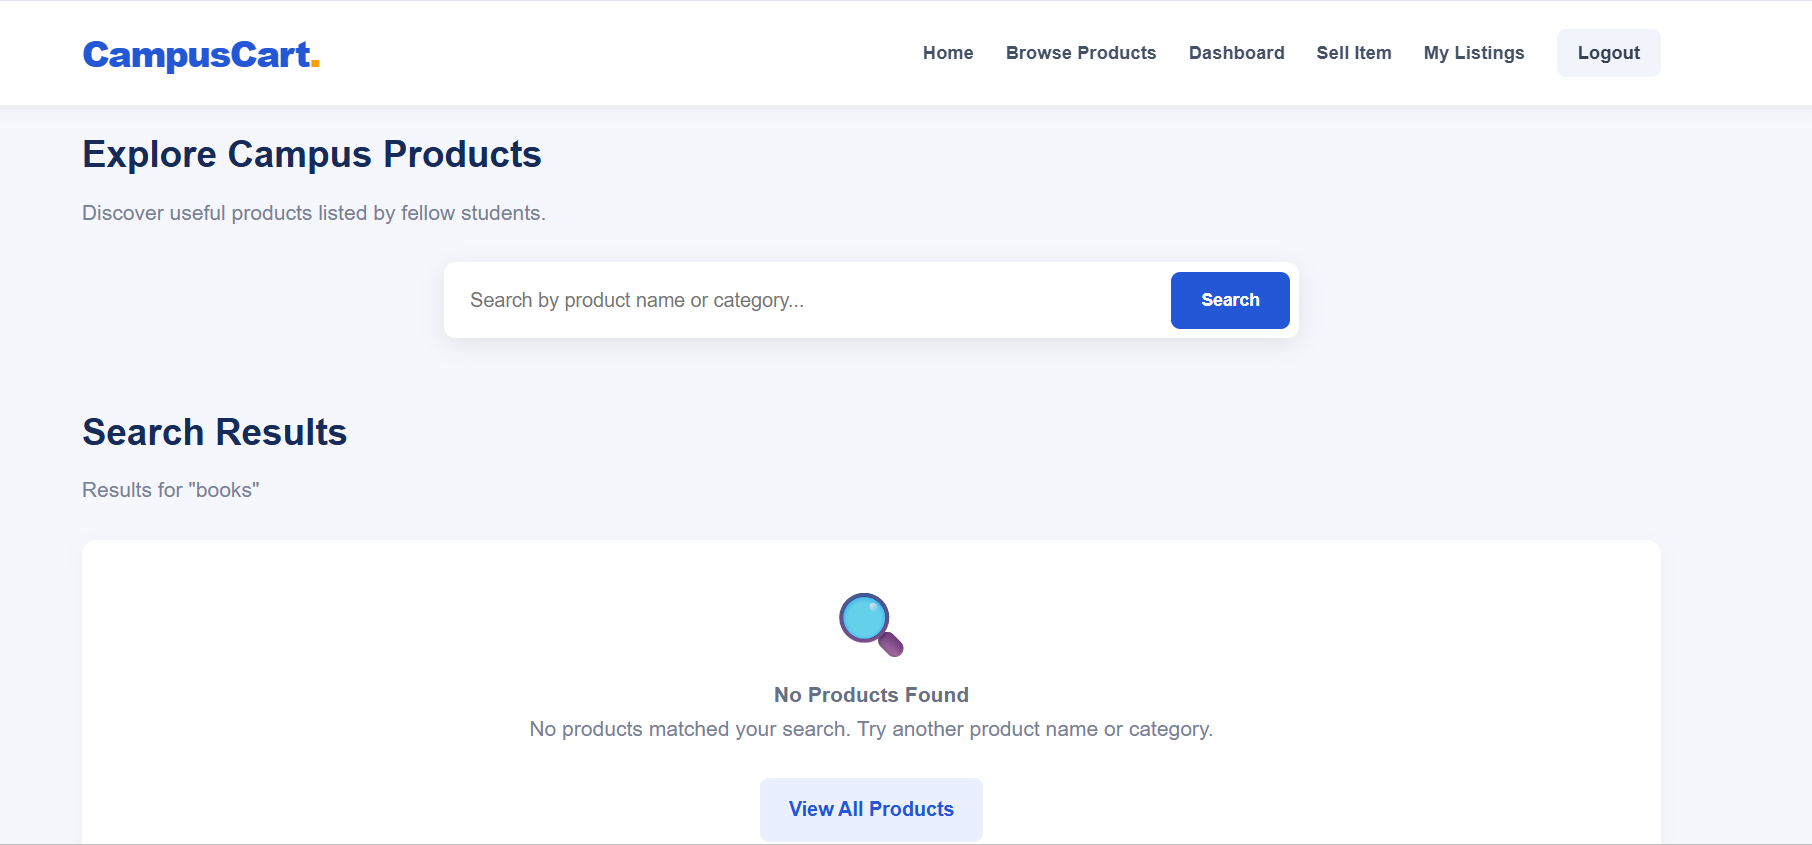 CampusCart.
Home Browse Products Dashboard Sell Item My Listings Logout
Explore Campus Products
Discover useful products listed by fellow students.
Search by product name or category... Search
Search Results
Results for "books"
No Products Found
No products matched your search. Try another product name or category.
View All Products